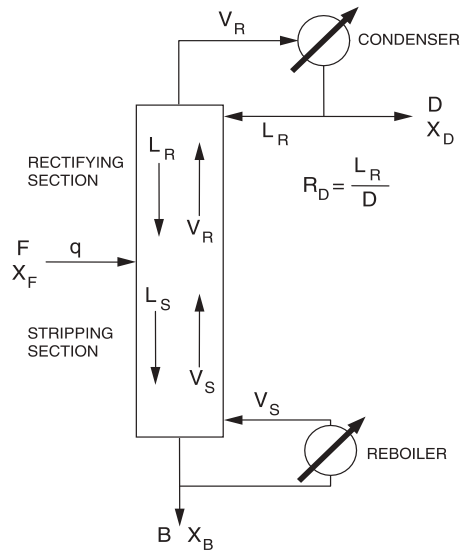 V_R
CONDENSER
D
X_D
L_R
R_D = L_R / D
RECTIFYING
SECTION
L_R
V_R
F
X_F
q
L_S
STRIPPING
SECTION
V_S
V_S
REBOILER
B X_B